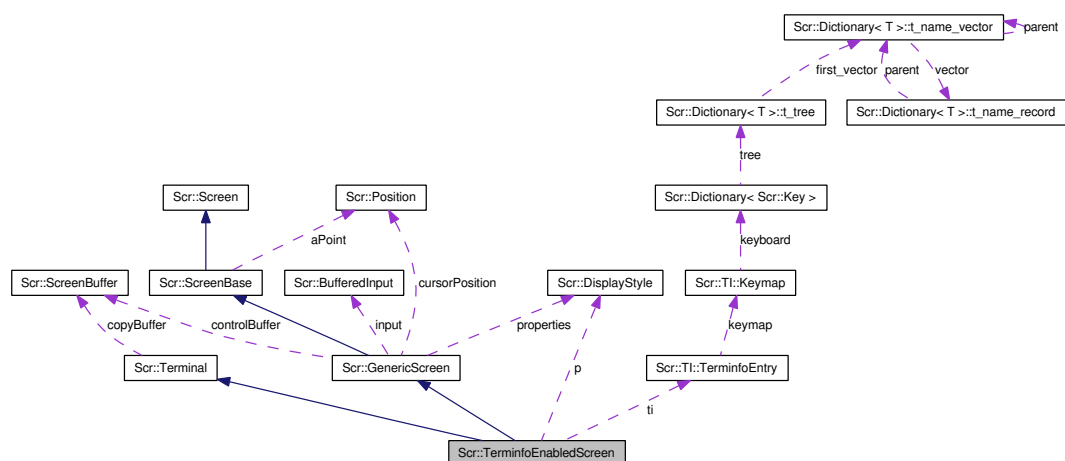 Scr::Dictionary< T >::t_name_vector
parent
first_vector
parent
vector
Scr::Dictionary< T >::t_tree
Scr::Dictionary< T >::t_name_record
tree
Scr::Screen
Scr::Position
Scr::Dictionary< Scr::Key >
aPoint
keyboard
Scr::ScreenBuffer
Scr::ScreenBase
Scr::BufferedInput
cursorPosition
Scr::DisplayStyle
Scr::TI::Keymap
copyBuffer
controlBuffer
input
properties
keymap
Scr::Terminal
Scr::GenericScreen
p
Scr::TI::TerminfoEntry
ti
Scr::TerminfoEnabledScreen